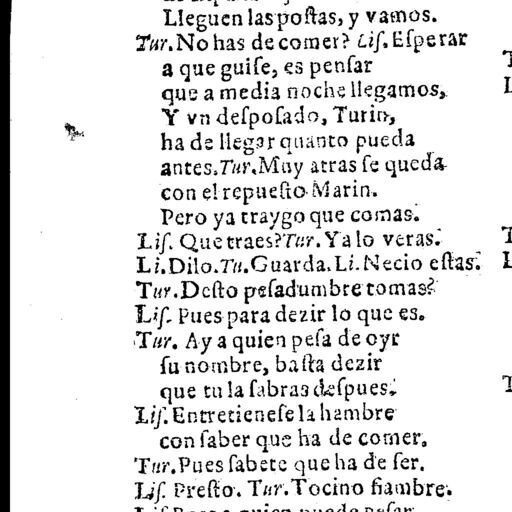 Lleguen las poſtas, y vamos.
Tur. No has de comer? Liſ. Eſperar
a que guiſe, es penſar
que a media noche llegamos,
Y vn deſpoſado, Turin,
ha de llegar quanto pueda
antes. Tur. Muy atras ſe queda
con el repueſto Marin.
Pero ya traygo que comas.
Liſ. Que traes? Tur. Ya lo veras.
Li. Dilo. Tu. Guarda. Li. Necio eſtas.
Tur. Deſto peſadumbre tomas?
Liſ. Pues para dezir lo que es.
Tur. Ay a quien peſa de oyr
ſu nombre, baſta dezir
que tu la ſabras deſpues.
Liſ. Entretieneſe la hambre
con ſaber que ha de comer.
Tur. Pues ſabete que ha de ſer.
Liſ. Preſto. Tur. Tocino fiambre.